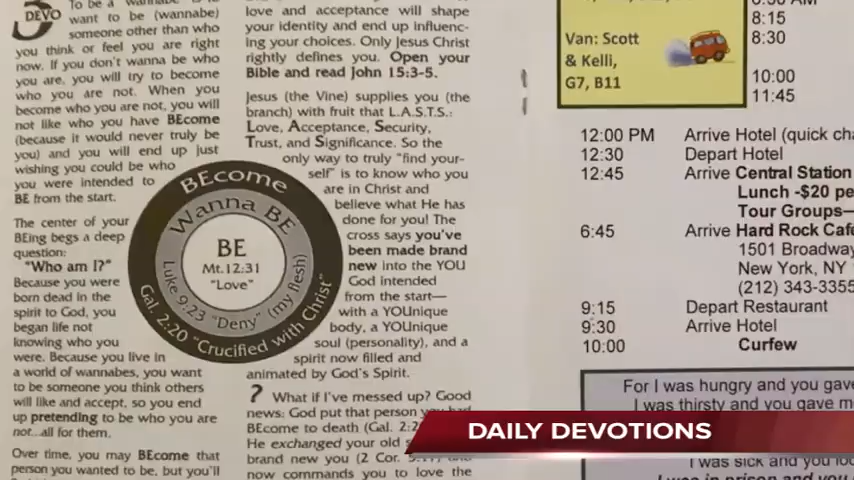 DEVO To be a wannabe is to
want to be (wannabe)
someone other than who
you think or feel you are right
now. If you don't wanna be who
you are, you will try to become
who you are not. When you
become who you are not, you will
not like who you have BEcome
(because it would never truly be
you) and you will end up just
wishing you could be who
you were intended to
BE from the start.
The center of your
BEing begs a deep
question:
"Who am I?"
Because you were
born dead in the
spirit to God, you
began life not
knowing who you
were. Because you live in
a world of wannabes, you want
to be someone you think others
will like and accept, so you end
up pretending to be who you are
not...all for them.
Over time, you may BEcome that
person you wanted to be, but you'll
BEcome
Wanna BE
BE
Mt.12:31
"Love"
Luke 9:23 "Deny" (my flesh)
Gal. 2:20 "Crucified with Christ"
love and acceptance will shape
your identity and end up influenc-
ing your choices. Only Jesus Christ
rightly defines you. Open your
Bible and read John 15:3-5.
Jesus (the Vine) supplies you (the
branch) with fruit that L.A.S.T.S.:
Love, Acceptance, Security,
Trust, and Significance. So the
only way to truly "find your-
self" is to know who you
are in Christ and
believe what He has
done for you! The
cross says you've
been made brand
new into the YOU
God intended
from the start—
with a YOUnique
body, a YOUnique
soul (personality), and a
spirit now filled and
animated by God's Spirit.
? What if I've messed up? Good
news: God put that person
BEcome to death (Gal. 2:2
He exchanged your old
brand new you (2 Cor.
now commands you to love the
Van: Scott
& Kelli,
G7, B11
8:15
8:30
10:00
11:45
12:00 PM Arrive Hotel (quick cha
12:30 Depart Hotel
12:45 Arrive Central Station
Lunch -$20 pe
Tour Groups—
6:45 Arrive Hard Rock Cafe
1501 Broadway
New York, NY
(212) 343-3355
9:15 Depart Restaurant
9:30 Arrive Hotel
10:00 Curfew
For I was hungry and you gave
I was thirsty and you gave m
I was sick and you loo
I was in prison and you
DAILY DEVOTIONS